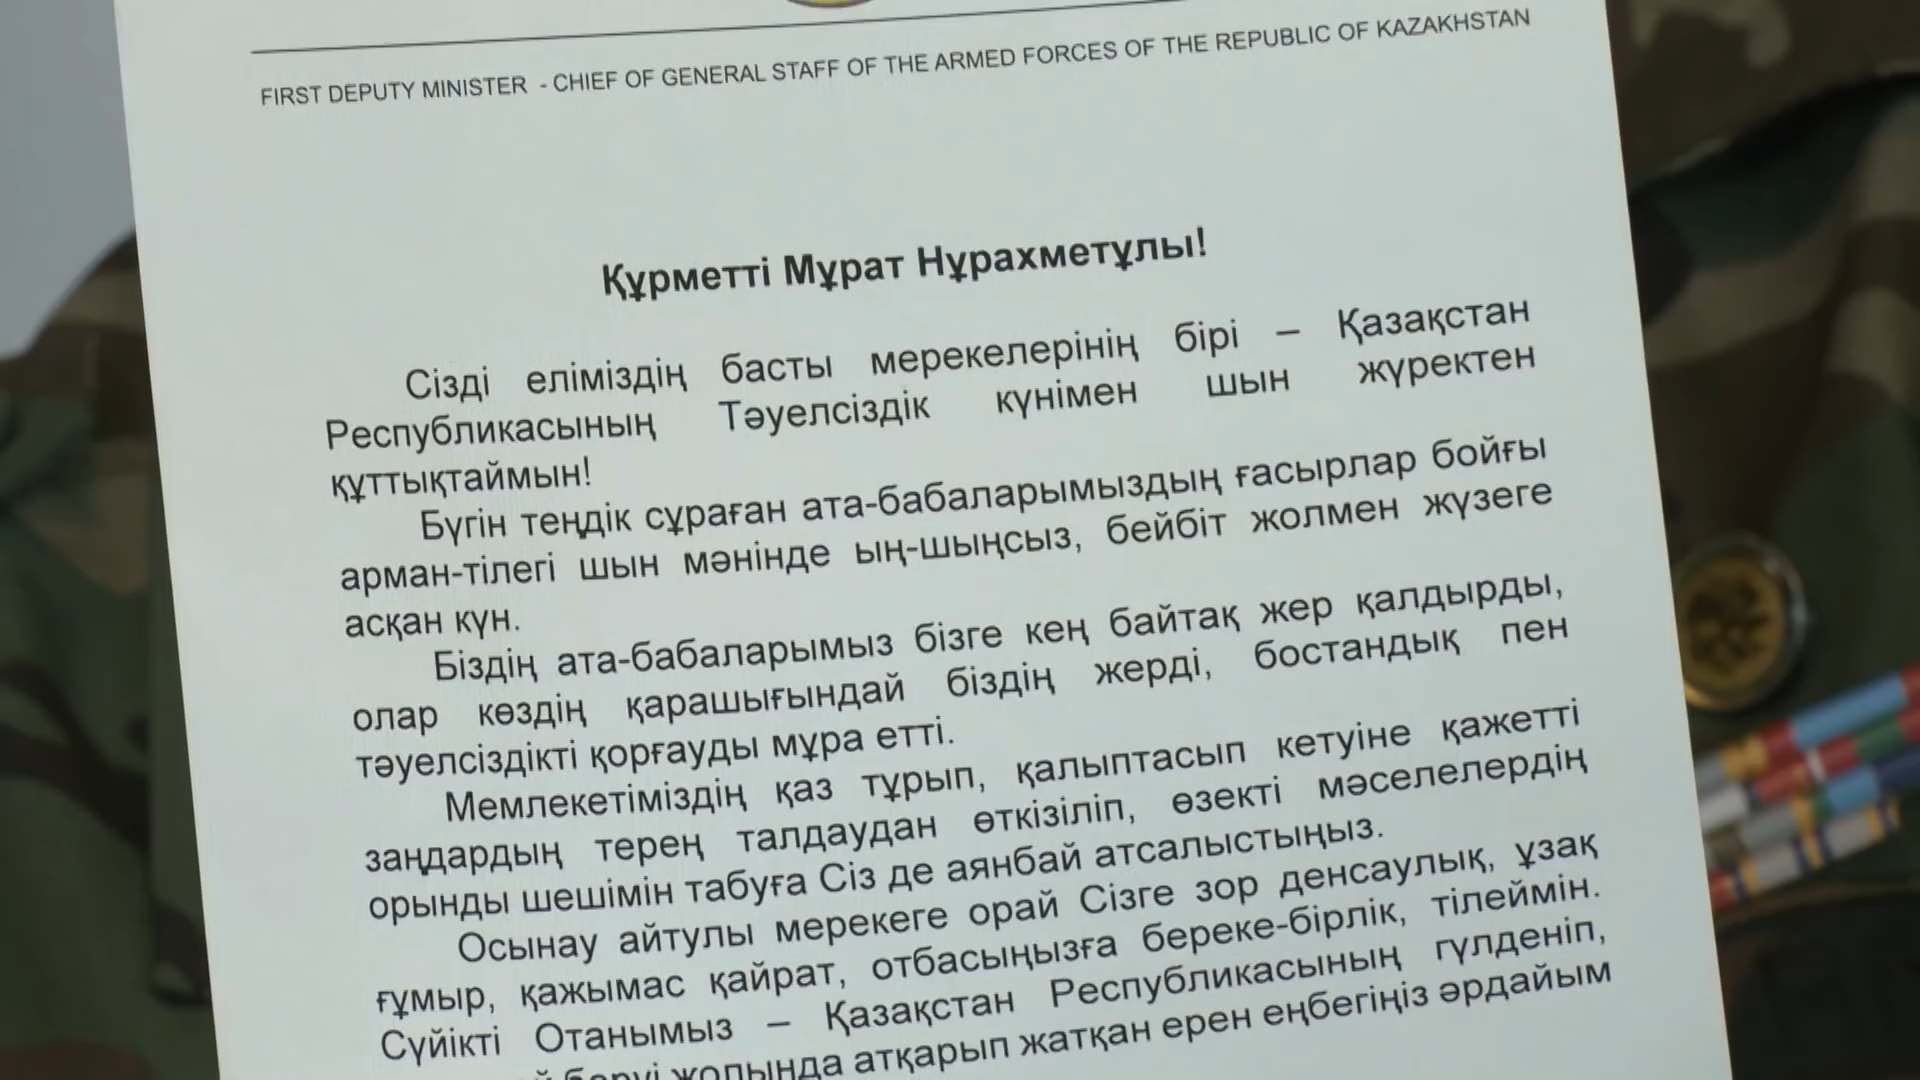 FIRST DEPUTY MINISTER - CHIEF OF GENERAL STAFF OF THE ARMED FORCES OF THE REPUBLIC OF KAZAKHSTAN
Құрметті Мұрат Нұрахметұлы!
Сізді еліміздің басты мерекелерінің бірі – Қазақстан
Республикасының Тәуелсіздік күнімен шын жүректен
құттықтаймын!
Бүгін теңдік сұраған ата-бабаларымыздың ғасырлар бойғы
арман-тілегі шын мәнінде ың-шыңсыз, бейбіт жолмен жүзеге
асқан күн.
Біздің ата-бабаларымыз бізге кең байтақ жер қалдырды,
олар көздің қарашығындай біздің жерді, бостандық пен
тәуелсіздікті қорғауды мұра етті.
Мемлекетіміздің қаз тұрып, қалыптасып кетуіне қажетті
заңдардың терең талдаудан өткізіліп, өзекті мәселелердің
орынды шешімін табуға Сіз де аянбай атсалыстыңыз.
Осынау айтулы мерекеге орай Сізге зор денсаулық, ұзақ
ғұмыр, қажымас қайрат, отбасыңызға береке-бірлік, тілеймін.
Сүйікті Отанымыз – Қазақстан Республикасының гүлденіп,
жолында атқарып жатқан ерен еңбегіңіз әрдайым